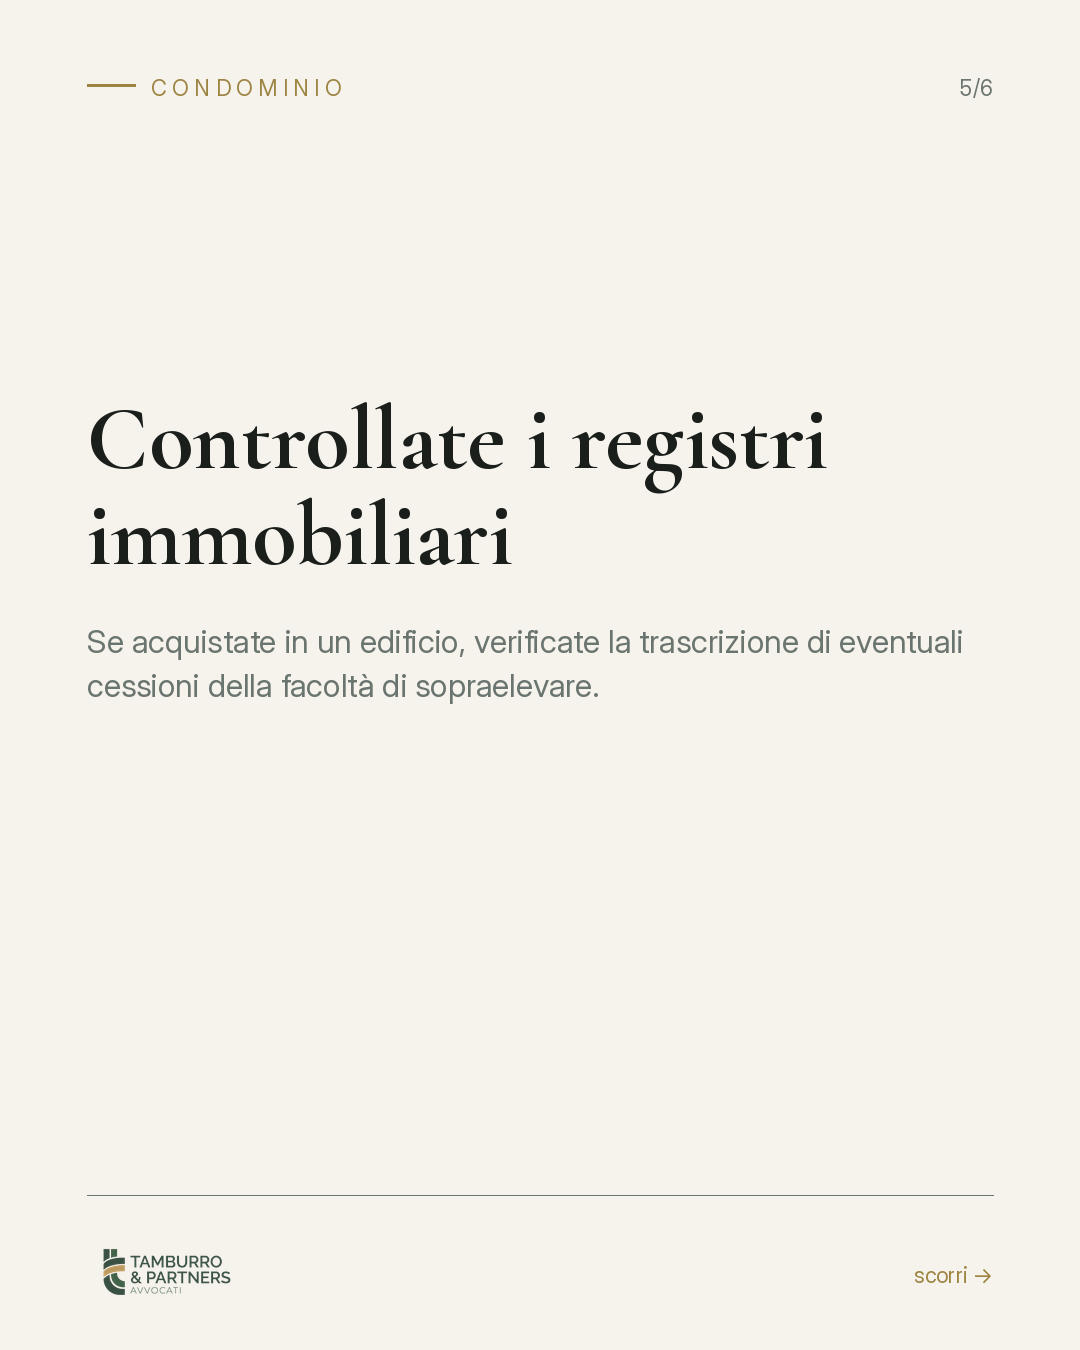 CONDOMINIO
5/6
Controllate i registri
immobiliari
Se acquistate in un edificio, verificate la trascrizione di eventuali
cessioni della facoltà di sopraelevare.
TAMBURRO
& PARTNERS
AVVOCATI
scorri →